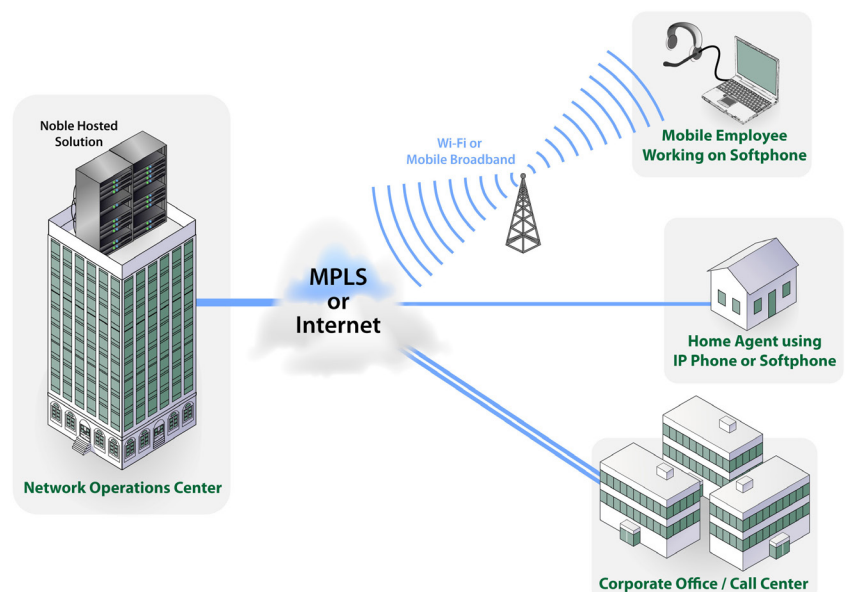 Noble Hosted
Solution
Network Operations Center
MPLS
or
Internet
Wi-Fi or
Mobile Broadband
Mobile Employee
Working on Softphone
Home Agent using
IP Phone or Softphone
Corporate Office / Call Center